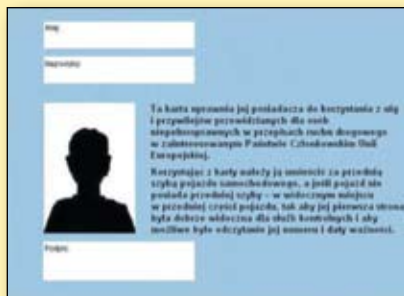 Imię:
Nazwisko:
Ta karta uprawnia jej posiadacza do korzystania z ulg
i przywilejów przewidzianych dla osób
niepełnosprawnych w przepisach ruchu drogowego
w zainteresowanym Państwie Członkowskim Unii
Europejskiej.
Korzystając z karty należy ją umieścić za przednią
szybą pojazdu samochodowego, a jeśli pojazd nie
posiada przedniej szyby – w widocznym miejscu
w przedniej części pojazdu, tak aby jej pierwsza strona
była dobrze widoczna dla służb kontrolnych i aby
możliwe było odczytanie jej numeru i daty ważności.
Podpis: